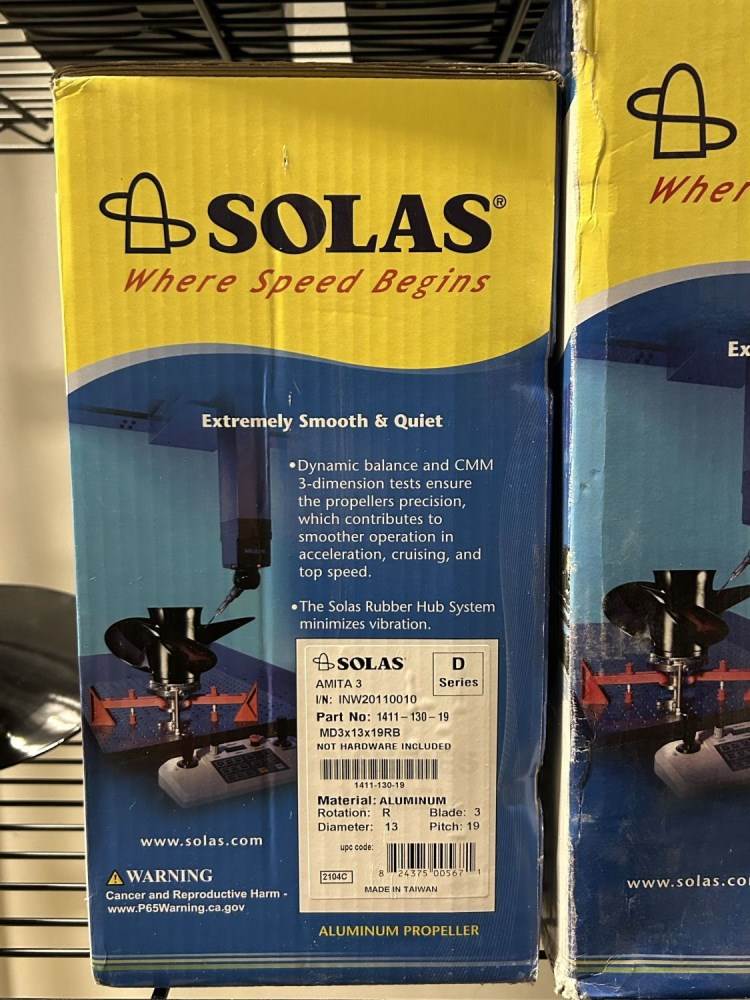 SOLAS®
Where Speed Begins
Extremely Smooth & Quiet
•Dynamic balance and CMM
3-dimension tests ensure
the propellers precision,
which contributes to
smoother operation in
acceleration, cruising, and
top speed.
•The Solas Rubber Hub System
minimizes vibration.
SOLAS
D
Series
AMITA 3
I/N: INW20110010
Part No: 1411-130-19
MD3x13x19RB
NOT HARDWARE INCLUDED
1411-130-19
Material: ALUMINUM
Rotation: R Blade: 3
Diameter: 13 Pitch: 19
upc code:
8 24375 00567 1
2104C
MADE IN TAIWAN
www.solas.com
WARNING
Cancer and Reproductive Harm -
www.P65Warning.ca.gov
ALUMINUM PROPELLER
Wher
Ex
www.solas.co